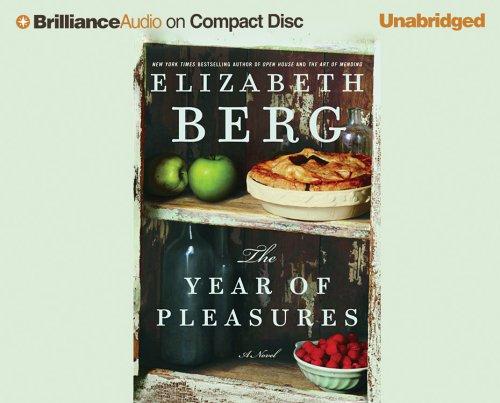 BrillianceAudio on Compact Disc
Unabridged
NEW YORK TIMES BESTSELLING AUTHOR OF OPEN HOUSE AND THE ART OF MENDING
ELIZABETH
BERG
The
YEAR OF
PLEASURES
A Novel